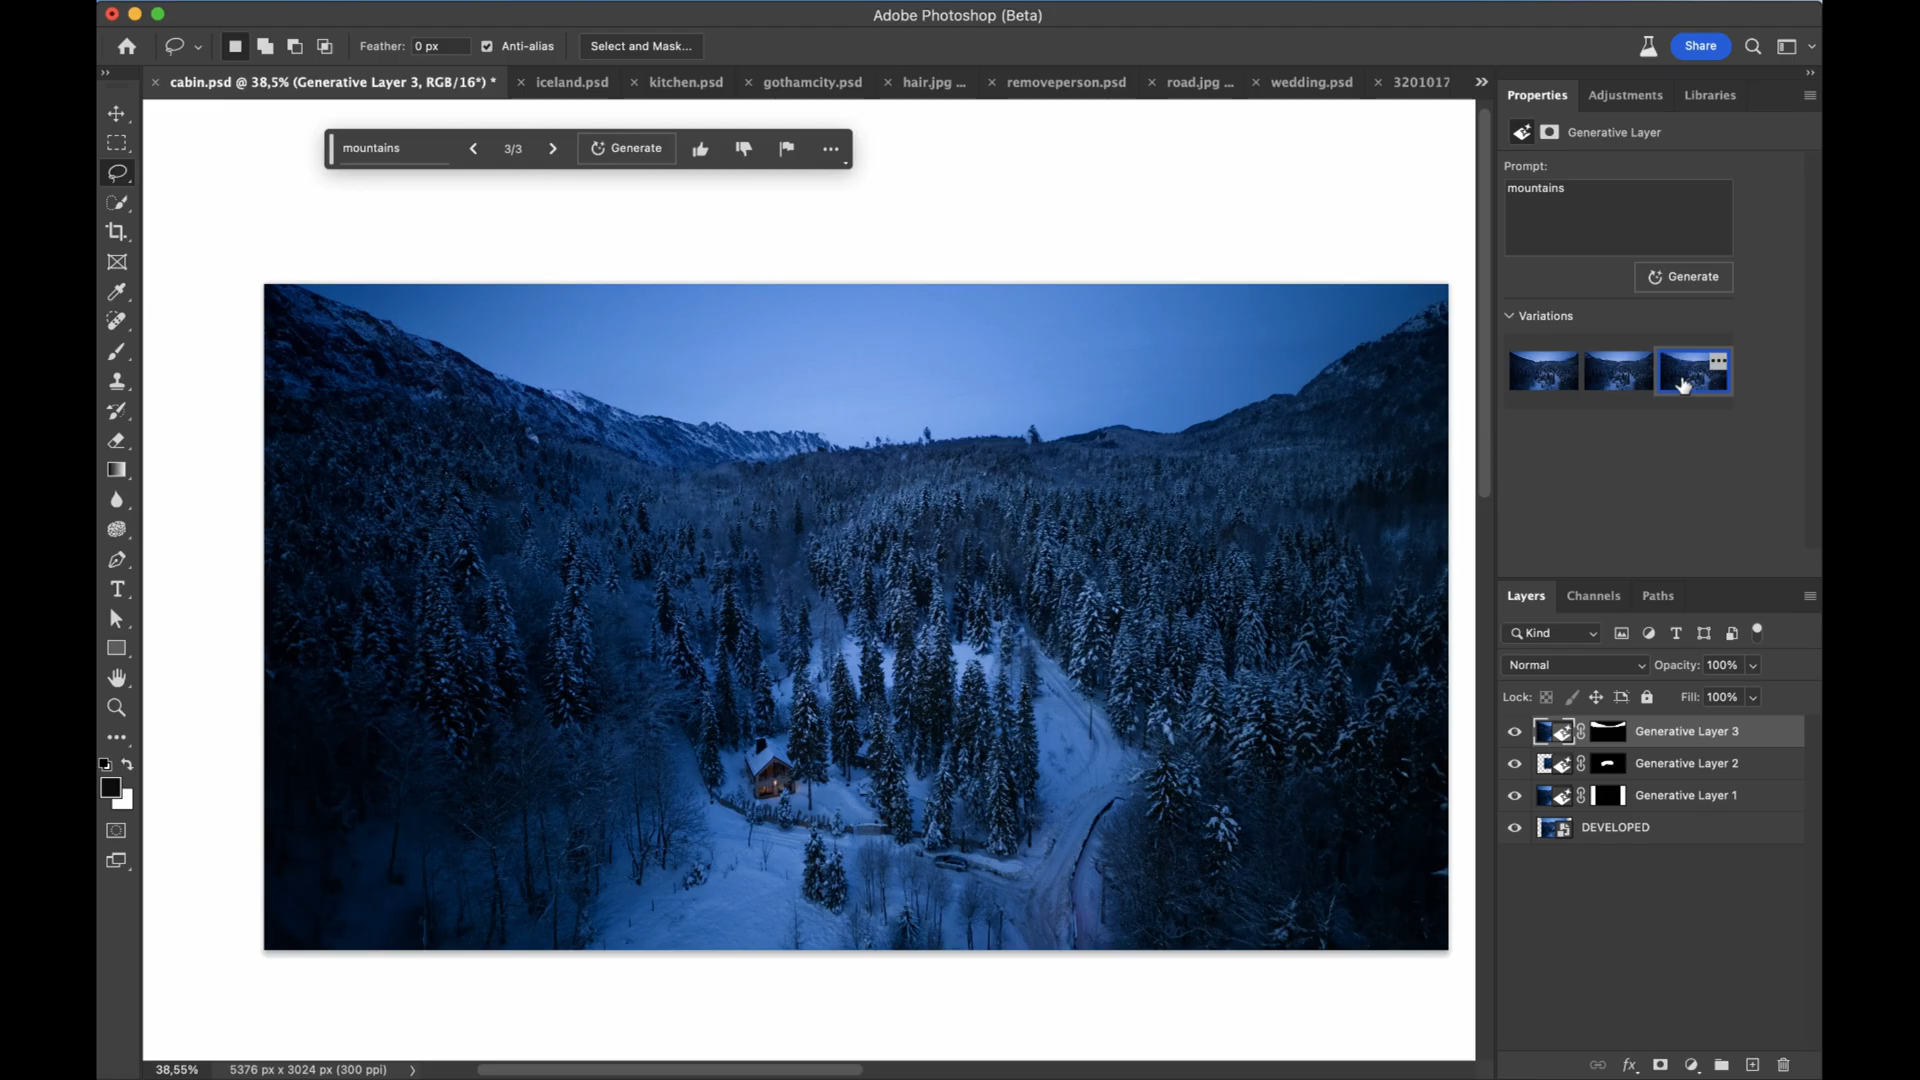 Adobe Photoshop (Beta)
Feather: 0 px Anti-alias Select and Mask... Share
cabin.psd @ 38,5% (Generative Layer 3, RGB/16*) * iceland.psd kitchen.psd gothamcity.psd hair.jpg ... removeperson.psd road.jpg ... wedding.psd 3201017
Properties Adjustments Libraries
mountains 3/3 Generate
Generative Layer
Prompt:
mountains
Generate
Variations
Layers Channels Paths
Kind
Normal Opacity: 100%
Lock: Fill: 100%
Generative Layer 3
Generative Layer 2
Generative Layer 1
DEVELOPED
38,55% 5376 px x 3024 px (300 ppi)
fx